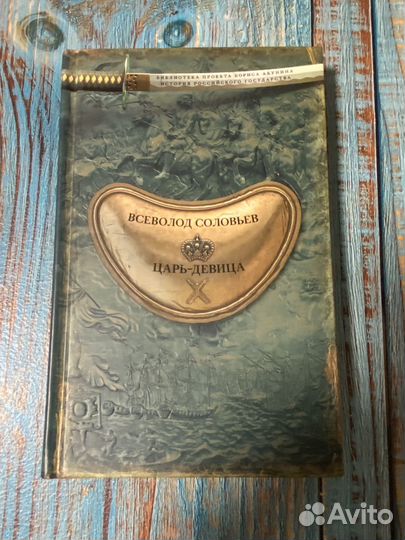 БИБЛИОТЕКА ПРОЕКТА БОРИСА АКУНИНА
ИСТОРИЯ РОССИЙСКОГО ГОСУДАРСТВА
ВСЕВОЛОД СОЛОВЬЕВ
ЦАРЬ-ДЕВИЦА
Avito